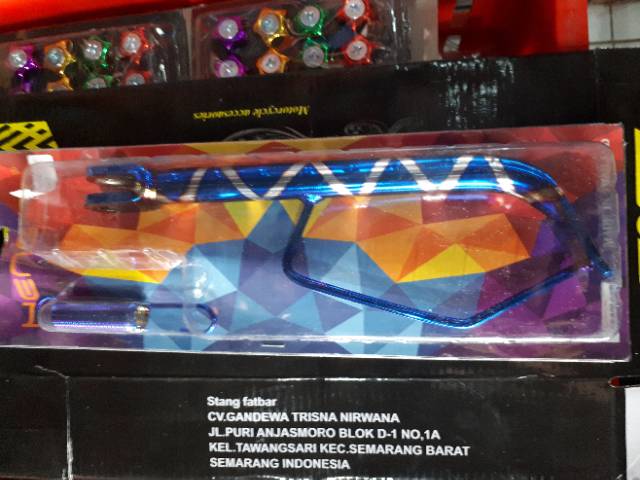 Motorcycle accesories
Stang fatbar
CV.GANDEWA TRISNA NIRWANA
JL.PURI ANJASMORO BLOK D-1 NO,1A
KEL.TAWANGSARI KEC.SEMARANG BARAT
SEMARANG INDONESIA